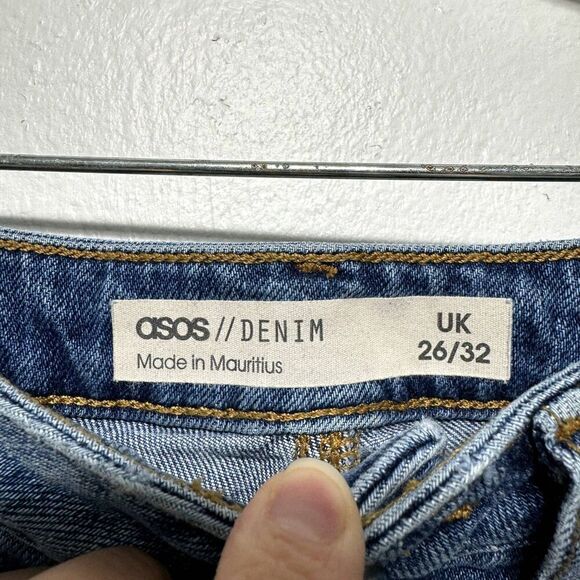 asos // DENIM
Made in Mauritius
UK
26/32